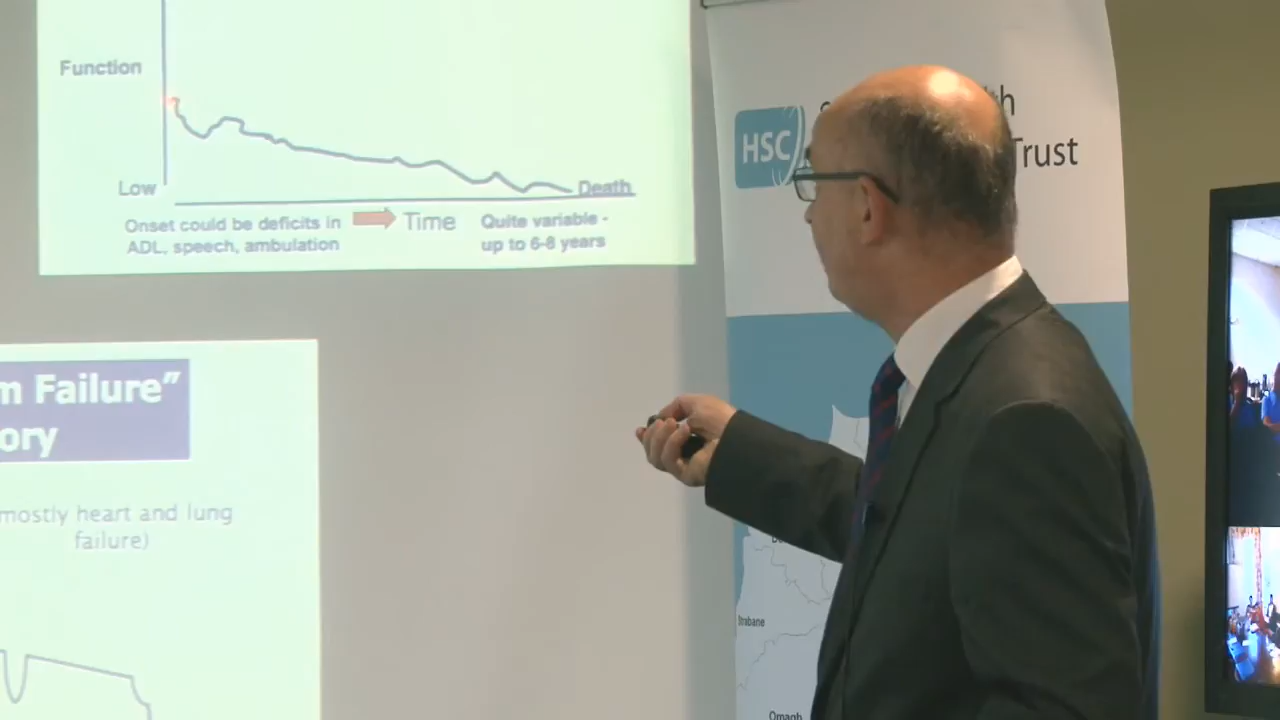 Function
Low
Death
Onset could be deficits in
ADL, speech, ambulation
Time
Quite variable -
up to 6-8 years
m Failure”
ory
mostly heart and lung
failure)
HSC
th
Trust
Strabane
Omagh